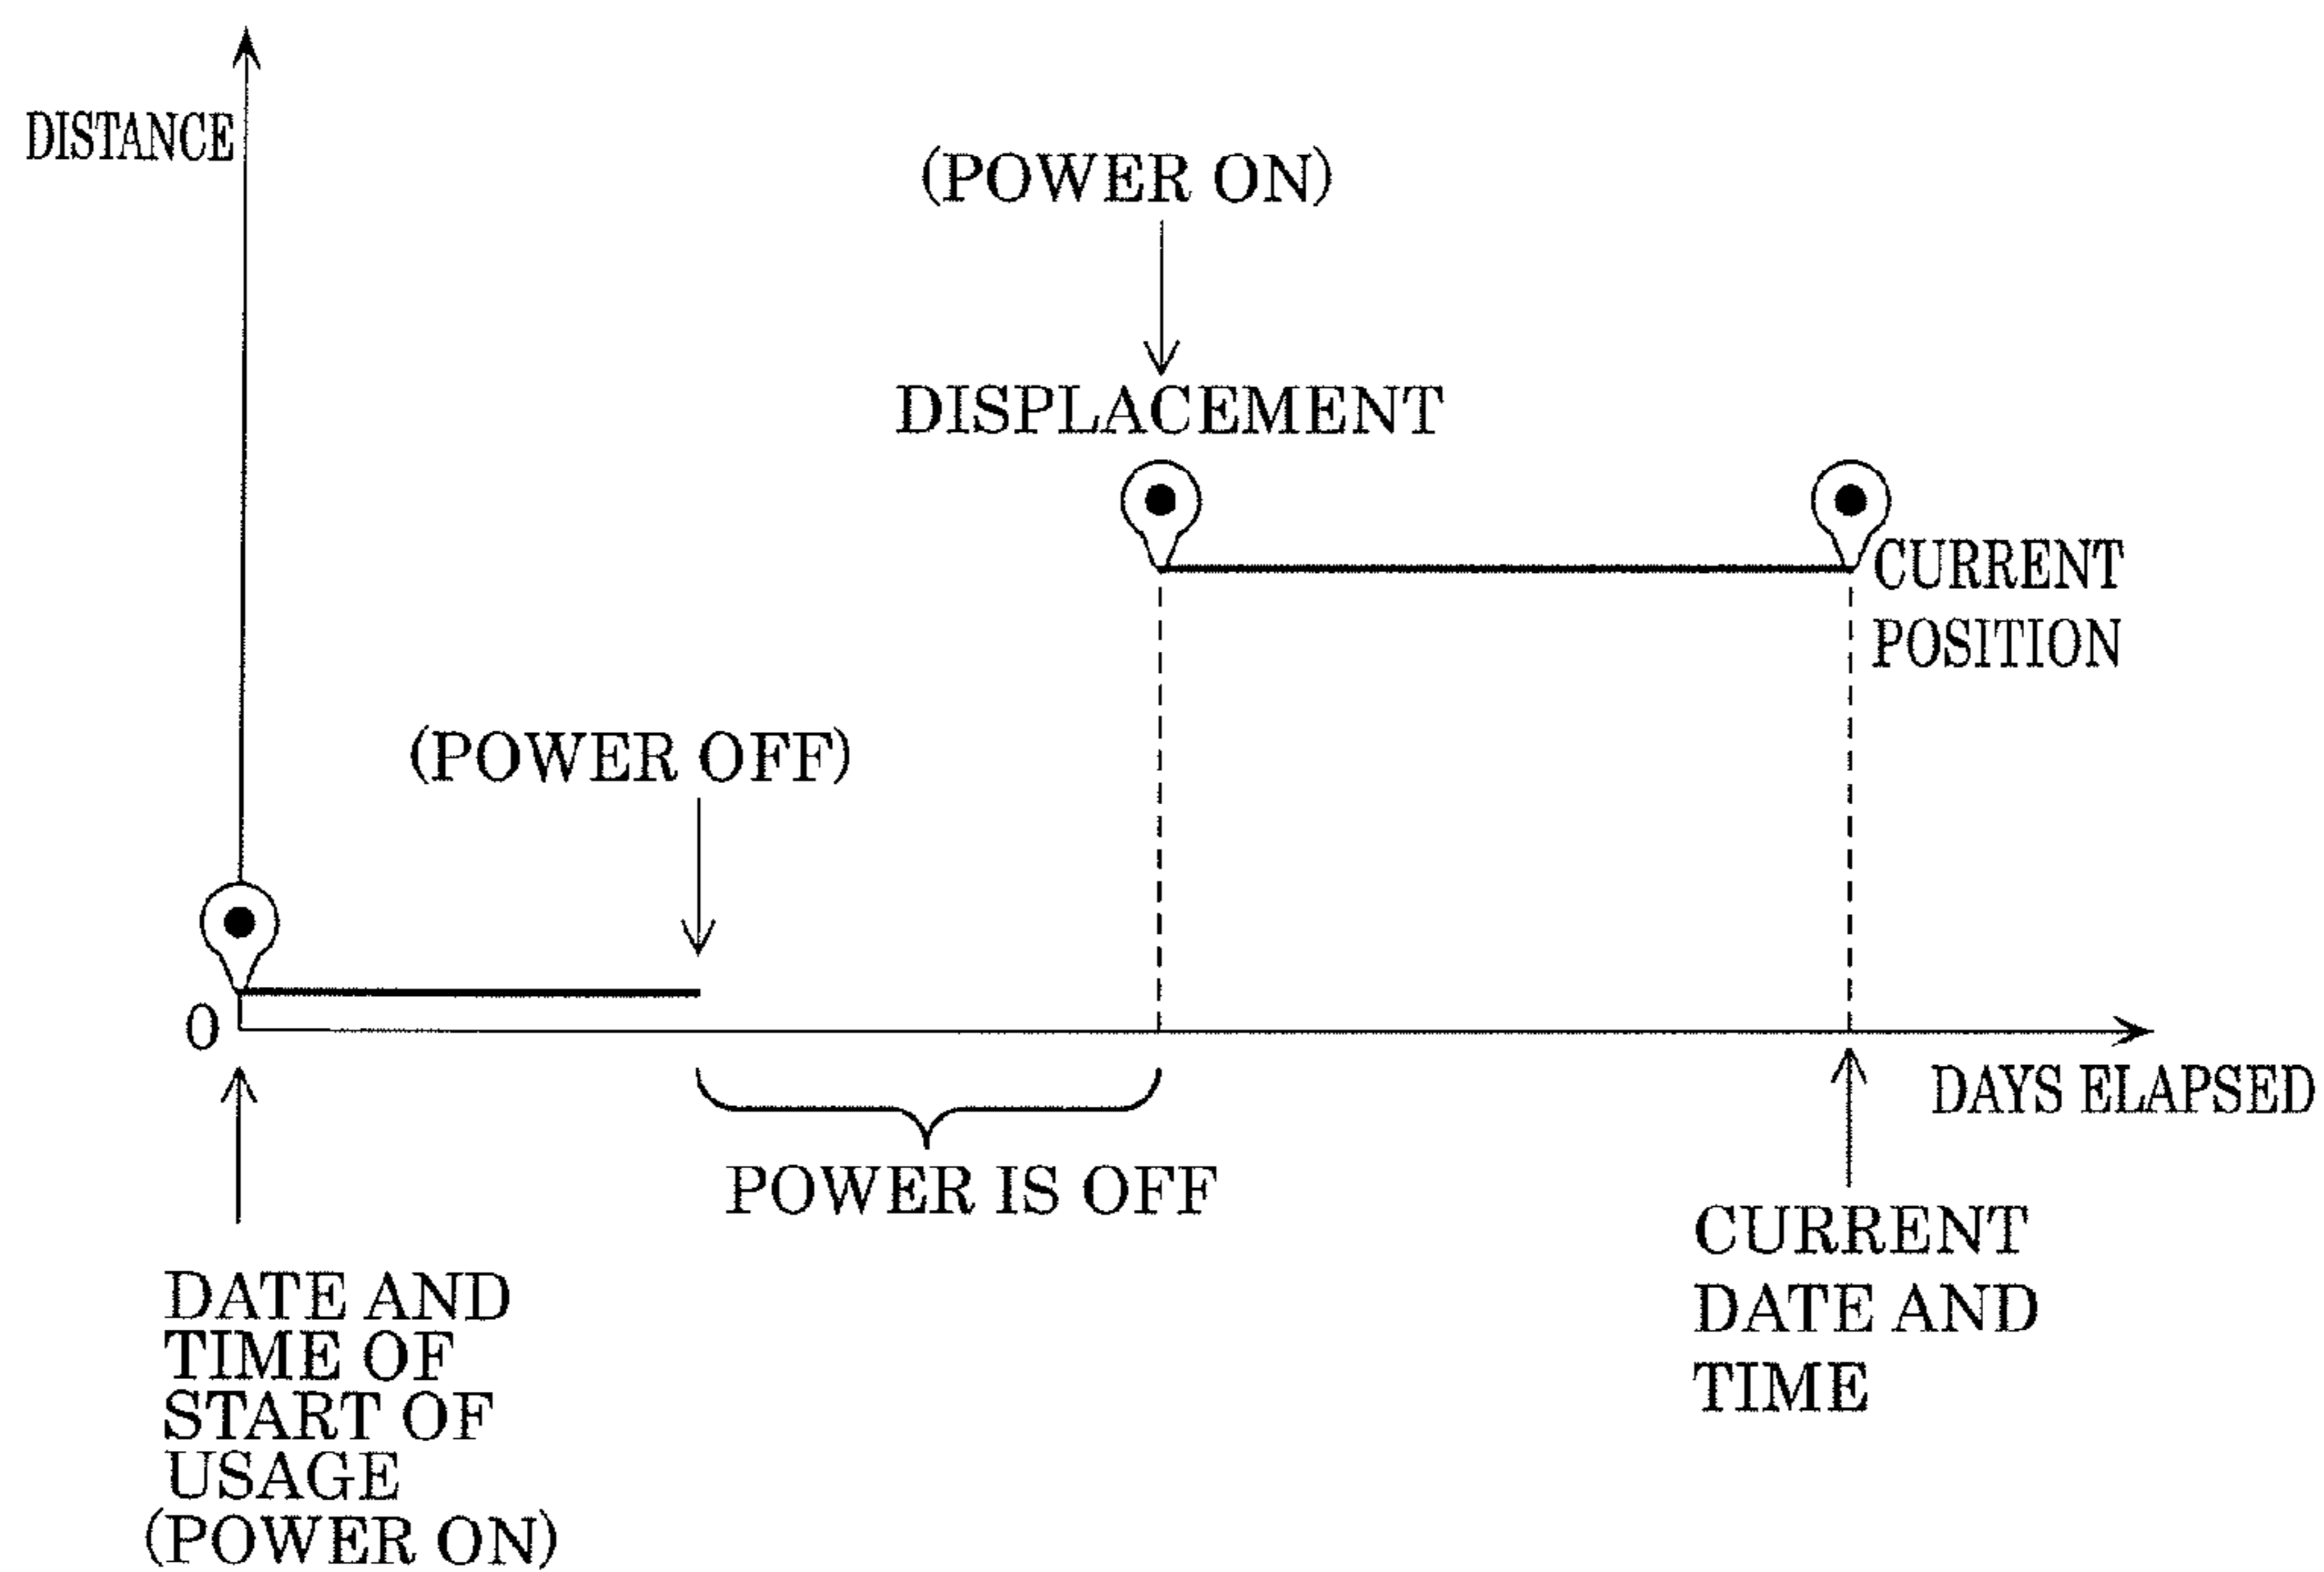 DISTANCE
(POWER ON)
DISPLACEMENT
CURRENT
POSITION
(POWER OFF)
0
DAYS ELAPSED
POWER IS OFF
CURRENT
DATE AND
TIME
DATE AND
TIME OF
START OF
USAGE
(POWER ON)